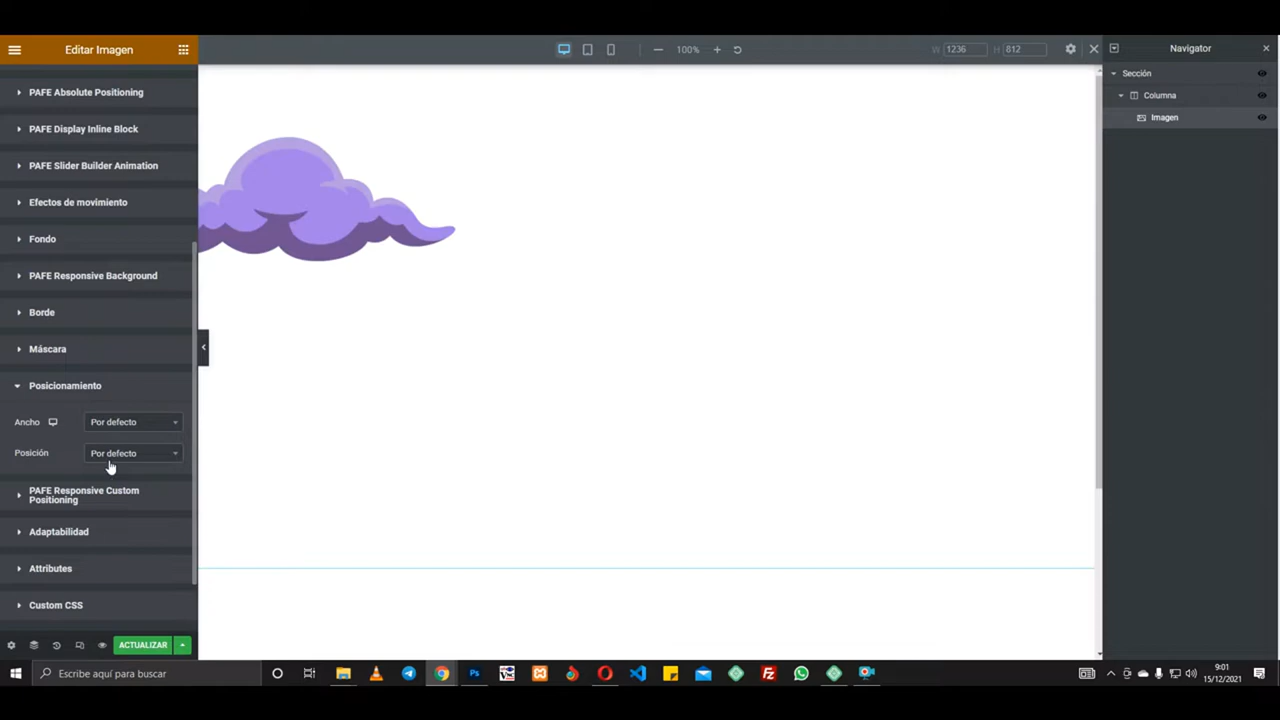 Editar Imagen
100%
W 1236
H 812
Navigator
PAFE Absolute Positioning
PAFE Display Inline Block
PAFE Slider Builder Animation
Efectos de movimiento
Fondo
PAFE Responsive Background
Borde
Máscara
Posicionamiento
Ancho
Por defecto
Posición
Por defecto
PAFE Responsive Custom
Positioning
Adaptabilidad
Attributes
Custom CSS
ACTUALIZAR
Sección
Columna
Imagen
Escribe aquí para buscar
9:01
15/12/2021